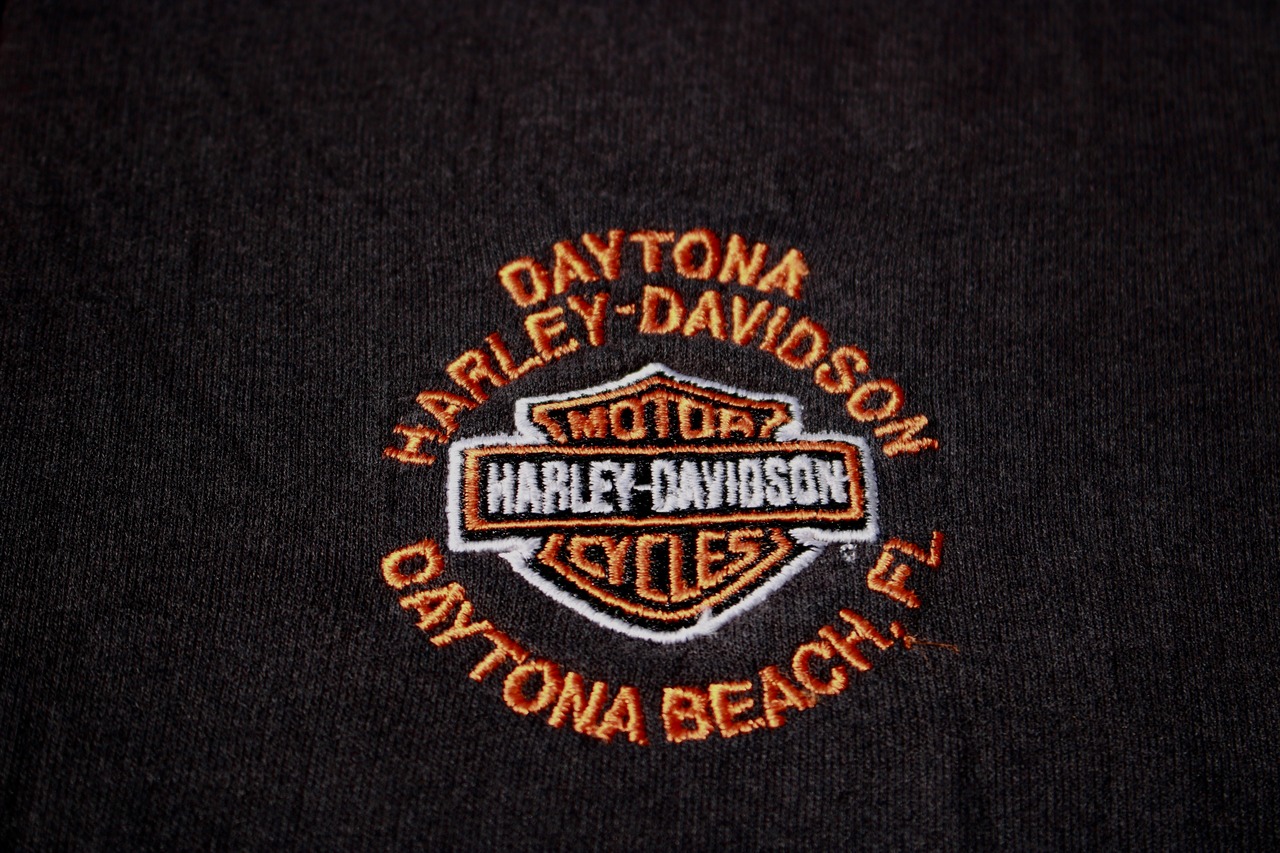 DAYTONA
HARLEY-DAVIDSON
MOTOR
HARLEY-DAVIDSON
CYCLES
®
DAYTONA BEACH, FL